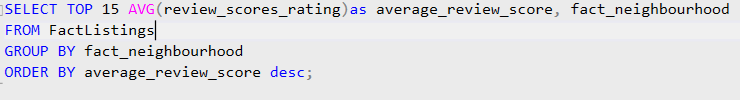 SELECT TOP 15 AVG(review_scores_rating)as average_review_score, fact_neighbourhood
FROM FactListings
GROUP BY fact_neighbourhood
ORDER BY average_review_score desc;